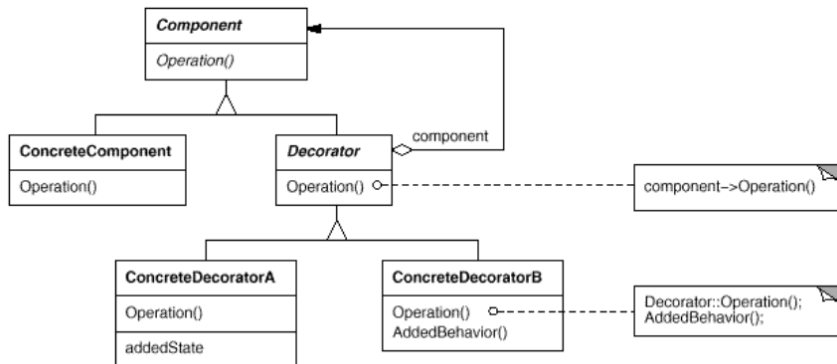 Component
Operation()
ConcreteComponent
Operation()
Decorator
Operation()
component
component->Operation()
ConcreteDecoratorA
Operation()
addedState
ConcreteDecoratorB
Operation()
AddedBehavior()
Decorator::Operation();
AddedBehavior();